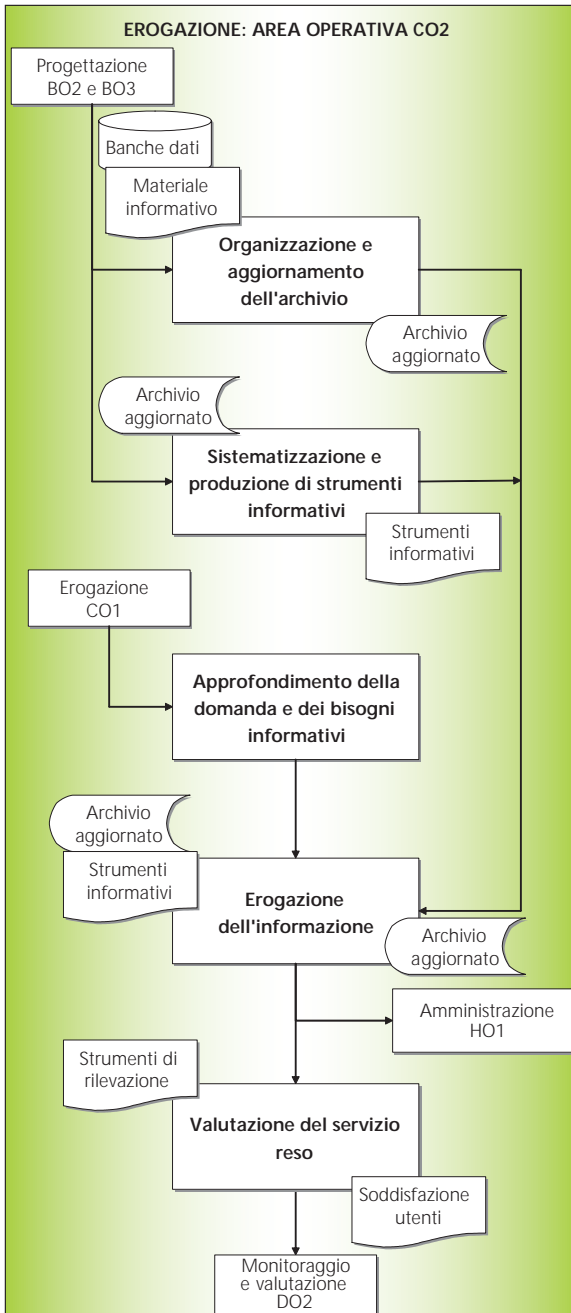 EROGAZIONE: AREA OPERATIVA CO2
Progettazione
BO2 e BO3
Banche dati
Materiale
informativo
Organizzazione e
aggiornamento
dell'archivio
Archivio
aggiornato
Archivio
aggiornato
Sistematizzazione e
produzione di strumenti
informativi
Strumenti
informativi
Erogazione
CO1
Approfondimento della
domanda e dei bisogni
informativi
Archivio
aggiornato
Strumenti
informativi
Erogazione
dell'informazione
Archivio
aggiornato
Amministrazione
HO1
Strumenti di
rilevazione
Valutazione del servizio
reso
Soddisfazione
utenti
Monitoraggio
e valutazione
DO2